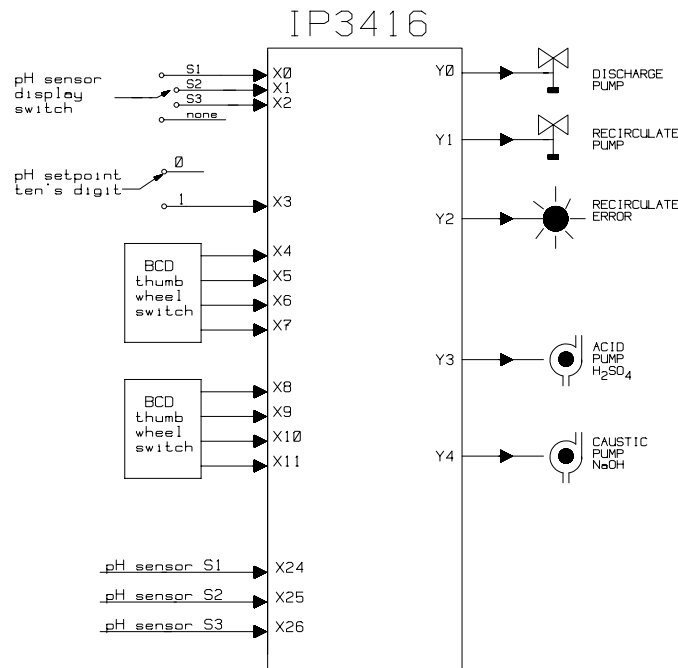 IP3416
pH sensor
display
switch
S1
S2
S3
none
X0
X1
X2
pH setpoint
ten's digit
0
1
X3
BCD
thumb
wheel
switch
X4
X5
X6
X7
BCD
thumb
wheel
switch
X8
X9
X10
X11
pH sensor S1
X24
pH sensor S2
X25
pH sensor S3
X26
Y0
DISCHARGE
PUMP
Y1
RECIRCULATE
PUMP
Y2
RECIRCULATE
ERROR
Y3
ACID
PUMP
H₂SO₄
Y4
CAUSTIC
PUMP
NaOH